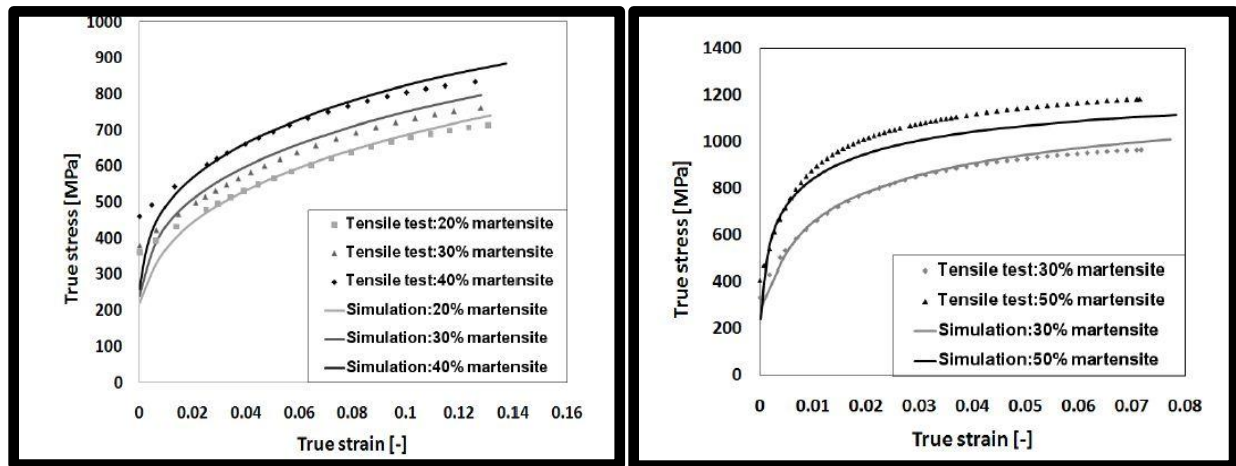 1000
900
800
700
600
500
400
300
200
100
0
True stress [MPa]
Tensile test:20% martensite
Tensile test:30% martensite
Tensile test:40% martensite
Simulation:20% martensite
Simulation:30% martensite
Simulation:40% martensite
0 0.02 0.04 0.06 0.08 0.1 0.12 0.14 0.16
True strain [-]
1400
1200
1000
800
600
400
200
0
True stress [MPa]
Tensile test:30% martensite
Tensile test:50% martensite
Simulation:30% martensite
Simulation:50% martensite
0 0.01 0.02 0.03 0.04 0.05 0.06 0.07 0.08
True strain [-]